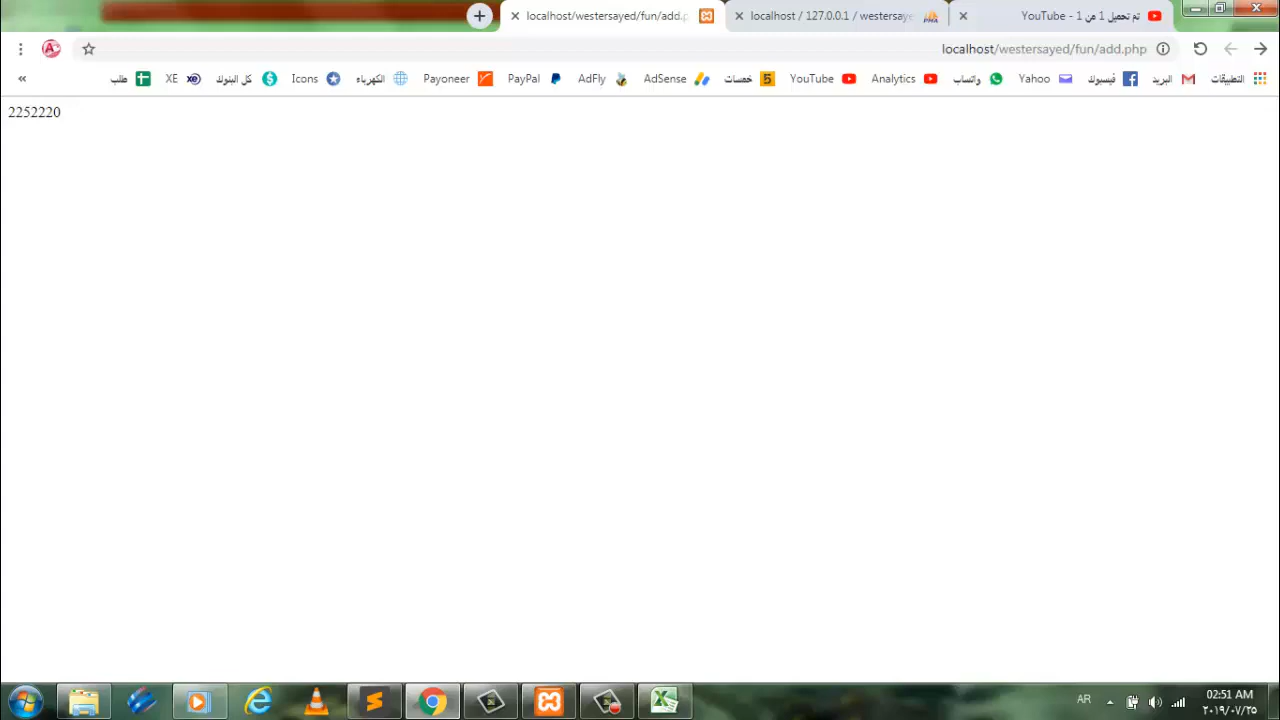 localhost/westersayed/fun/add.p
localhost / 127.0.0.1 / westersaye
تم تحميل 1 من 1 - YouTube
localhost/westersayed/fun/add.php
« طلب XE كل البنوك Icons الكهرباء Payoneer PayPal AdFly AdSense خمسات YouTube Analytics واتساب Yahoo فيسبوك البريد التطبيقات
2252220
AR
02:51 AM
٢٠١٩/٠٧/٢٥